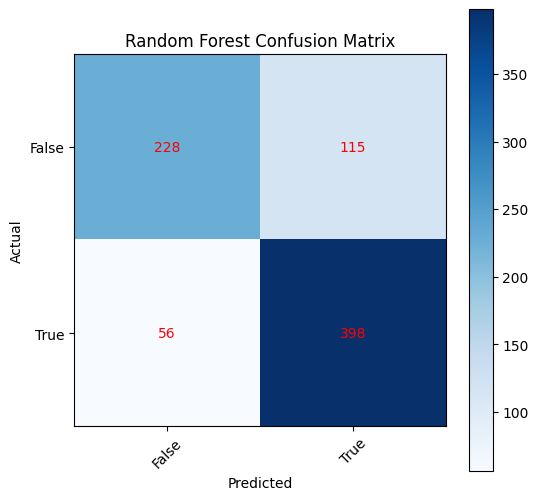 Random Forest Confusion Matrix
Actual
False
True
228
115
56
398
False
True
Predicted
350
300
250
200
150
100